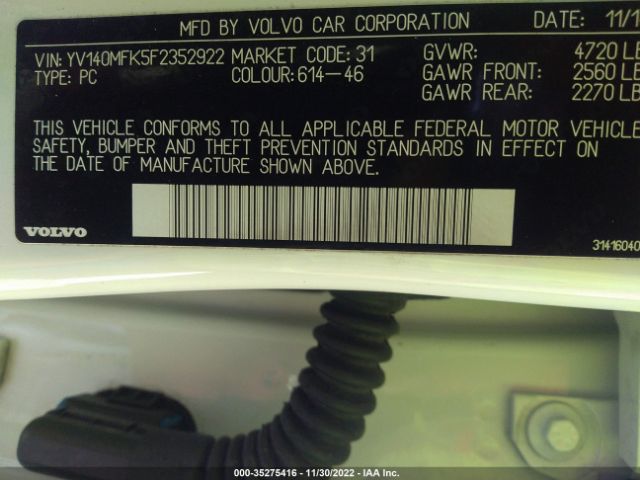 MFD BY VOLVO CAR CORPORATION DATE: 11/1
VIN: YV140MFK5F2352922 MARKET CODE: 31 GVWR: 4720 LB
TYPE: PC COLOUR: 614-46 GAWR FRONT: 2560 LB
GAWR REAR: 2270 LB
THIS VEHICLE CONFORMS TO ALL APPLICABLE FEDERAL MOTOR VEHICLE
SAFETY, BUMPER AND THEFT PREVENTION STANDARDS IN EFFECT ON
THE DATE OF MANUFACTURE SHOWN ABOVE.
VOLVO 31416040
000-35275416 - 11/30/2022 - IAA Inc.